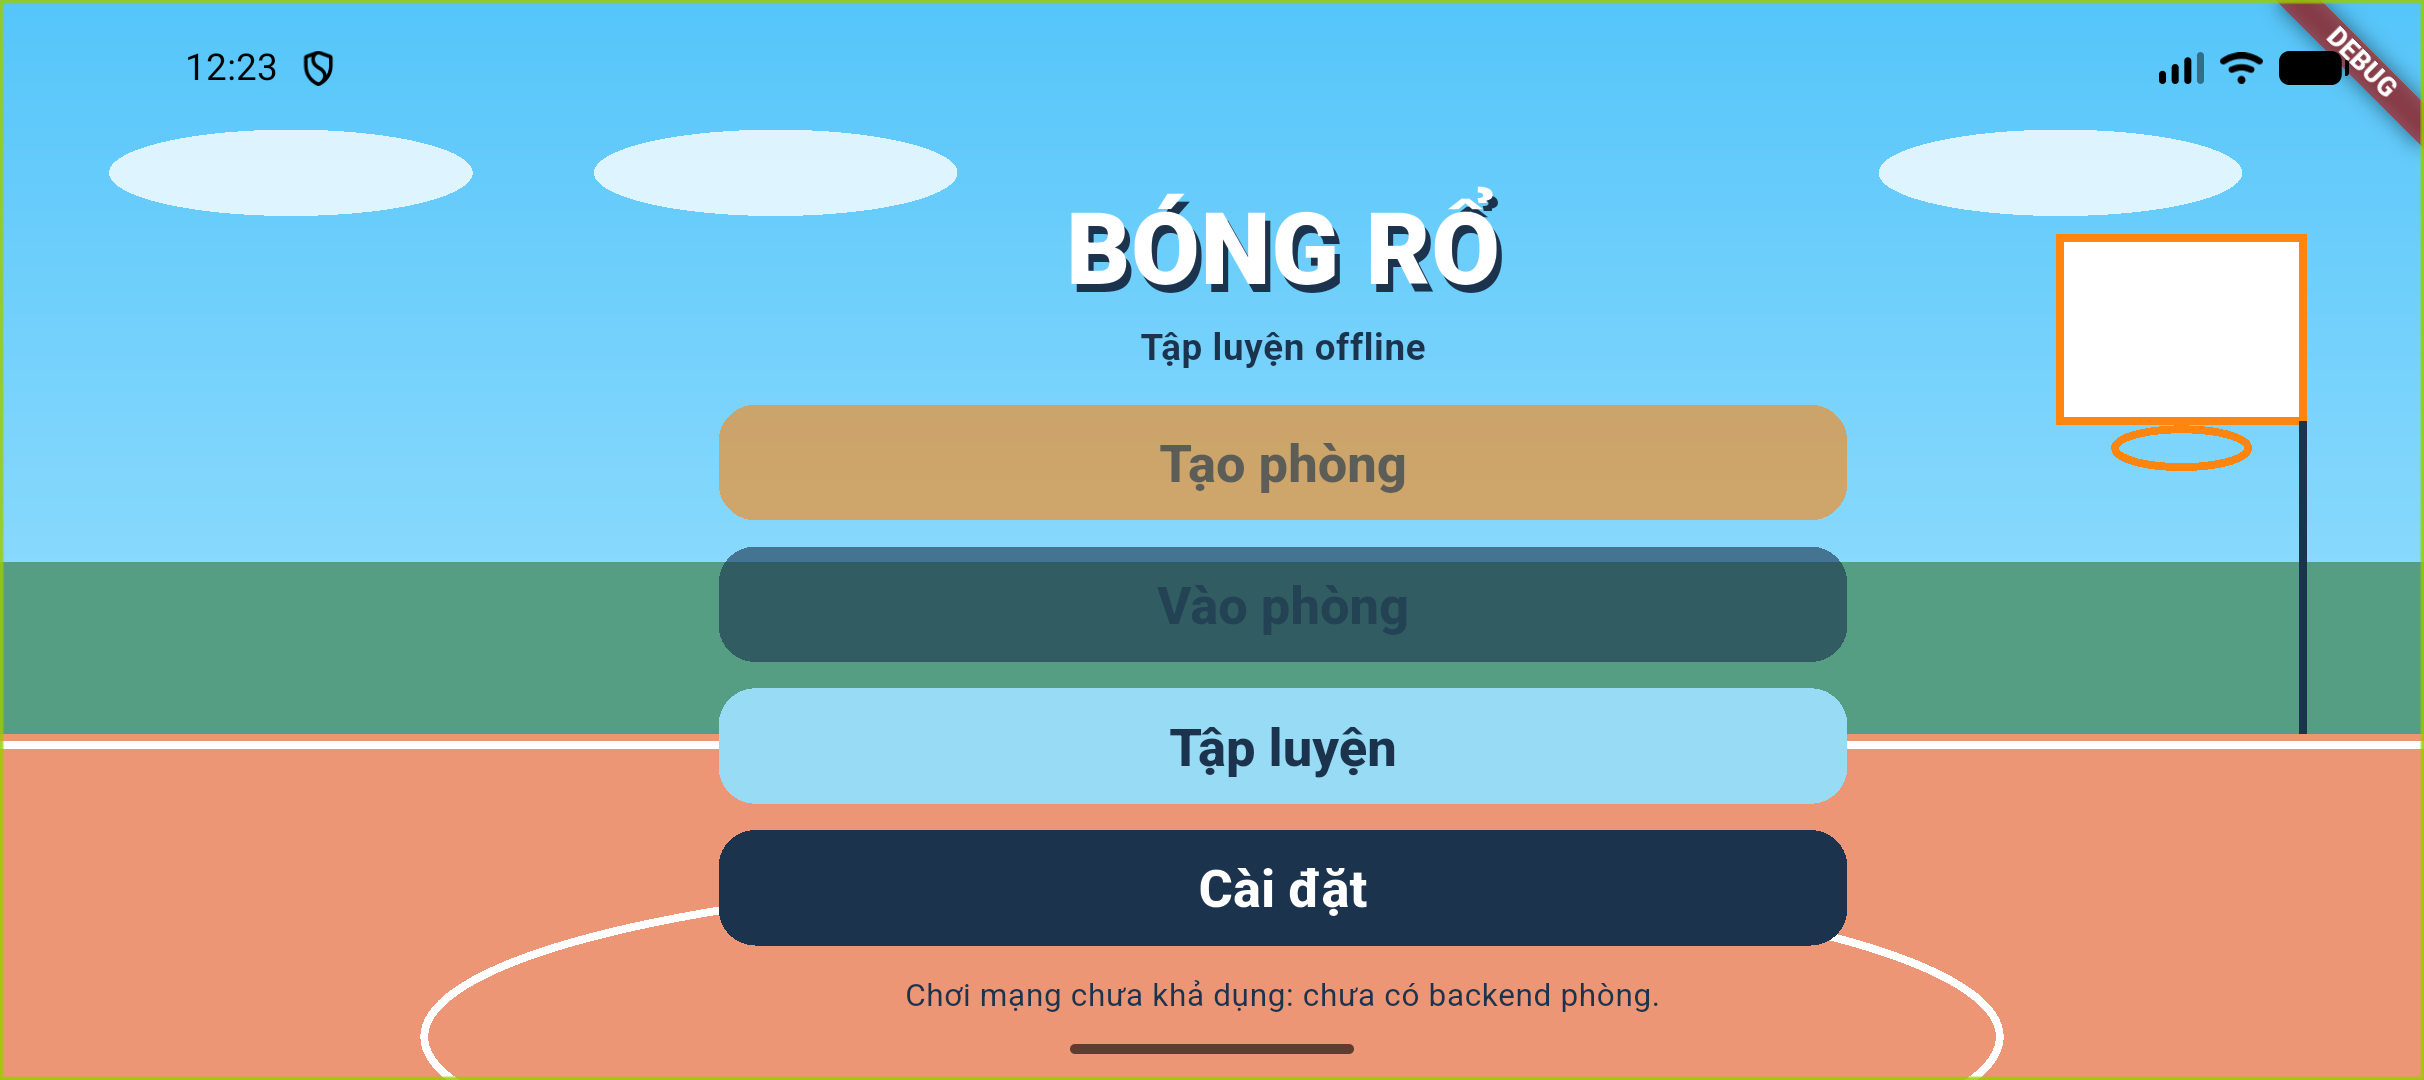 12:23
DEBUG
BÓNG RỔ
Tập luyện offline
Tạo phòng
Vào phòng
Tập luyện
Cài đặt
Chơi mạng chưa khả dụng: chưa có backend phòng.